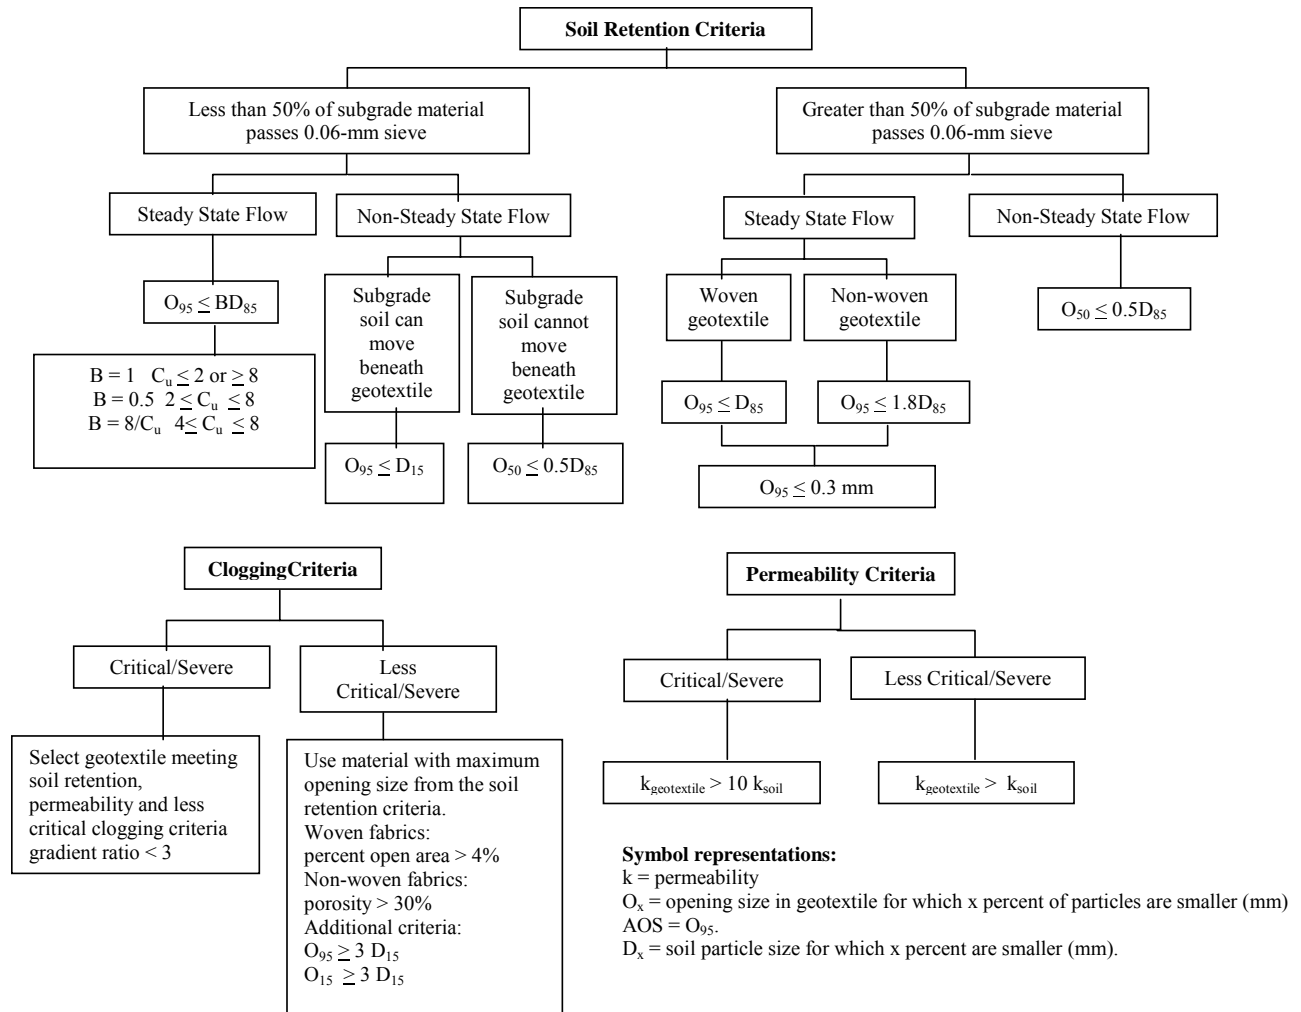 Soil Retention Criteria
Less than 50% of subgrade material
passes 0.06-mm sieve
Greater than 50% of subgrade material
passes 0.06-mm sieve
Steady State Flow
Non-Steady State Flow
Steady State Flow
Non-Steady State Flow
O95 ≤ BD85
B = 1 Cu ≤ 2 or ≥ 8
B = 0.5 2 ≤ Cu ≤ 8
B = 8/Cu 4≤ Cu ≤ 8
Subgrade
soil can
move
beneath
geotextile
Subgrade
soil cannot
move
beneath
geotextile
O95 ≤ D15
O50 ≤ 0.5D85
Woven
geotextile
Non-woven
geotextile
O95 ≤ D85
O95 ≤ 1.8D85
O95 ≤ 0.3 mm
O50 ≤ 0.5D85
CloggingCriteria
Critical/Severe
Less
Critical/Severe
Select geotextile meeting
soil retention,
permeability and less
critical clogging criteria
gradient ratio < 3
Use material with maximum
opening size from the soil
retention criteria.
Woven fabrics:
percent open area > 4%
Non-woven fabrics:
porosity > 30%
Additional criteria:
O95 ≥ 3 D15
O15 ≥ 3 D15
Permeability Criteria
Critical/Severe
Less Critical/Severe
kgeotextile > 10 ksoil
kgeotextile > ksoil
Symbol representations:
k = permeability
Ox = opening size in geotextile for which x percent of particles are smaller (mm)
AOS = O95.
Dx = soil particle size for which x percent are smaller (mm).